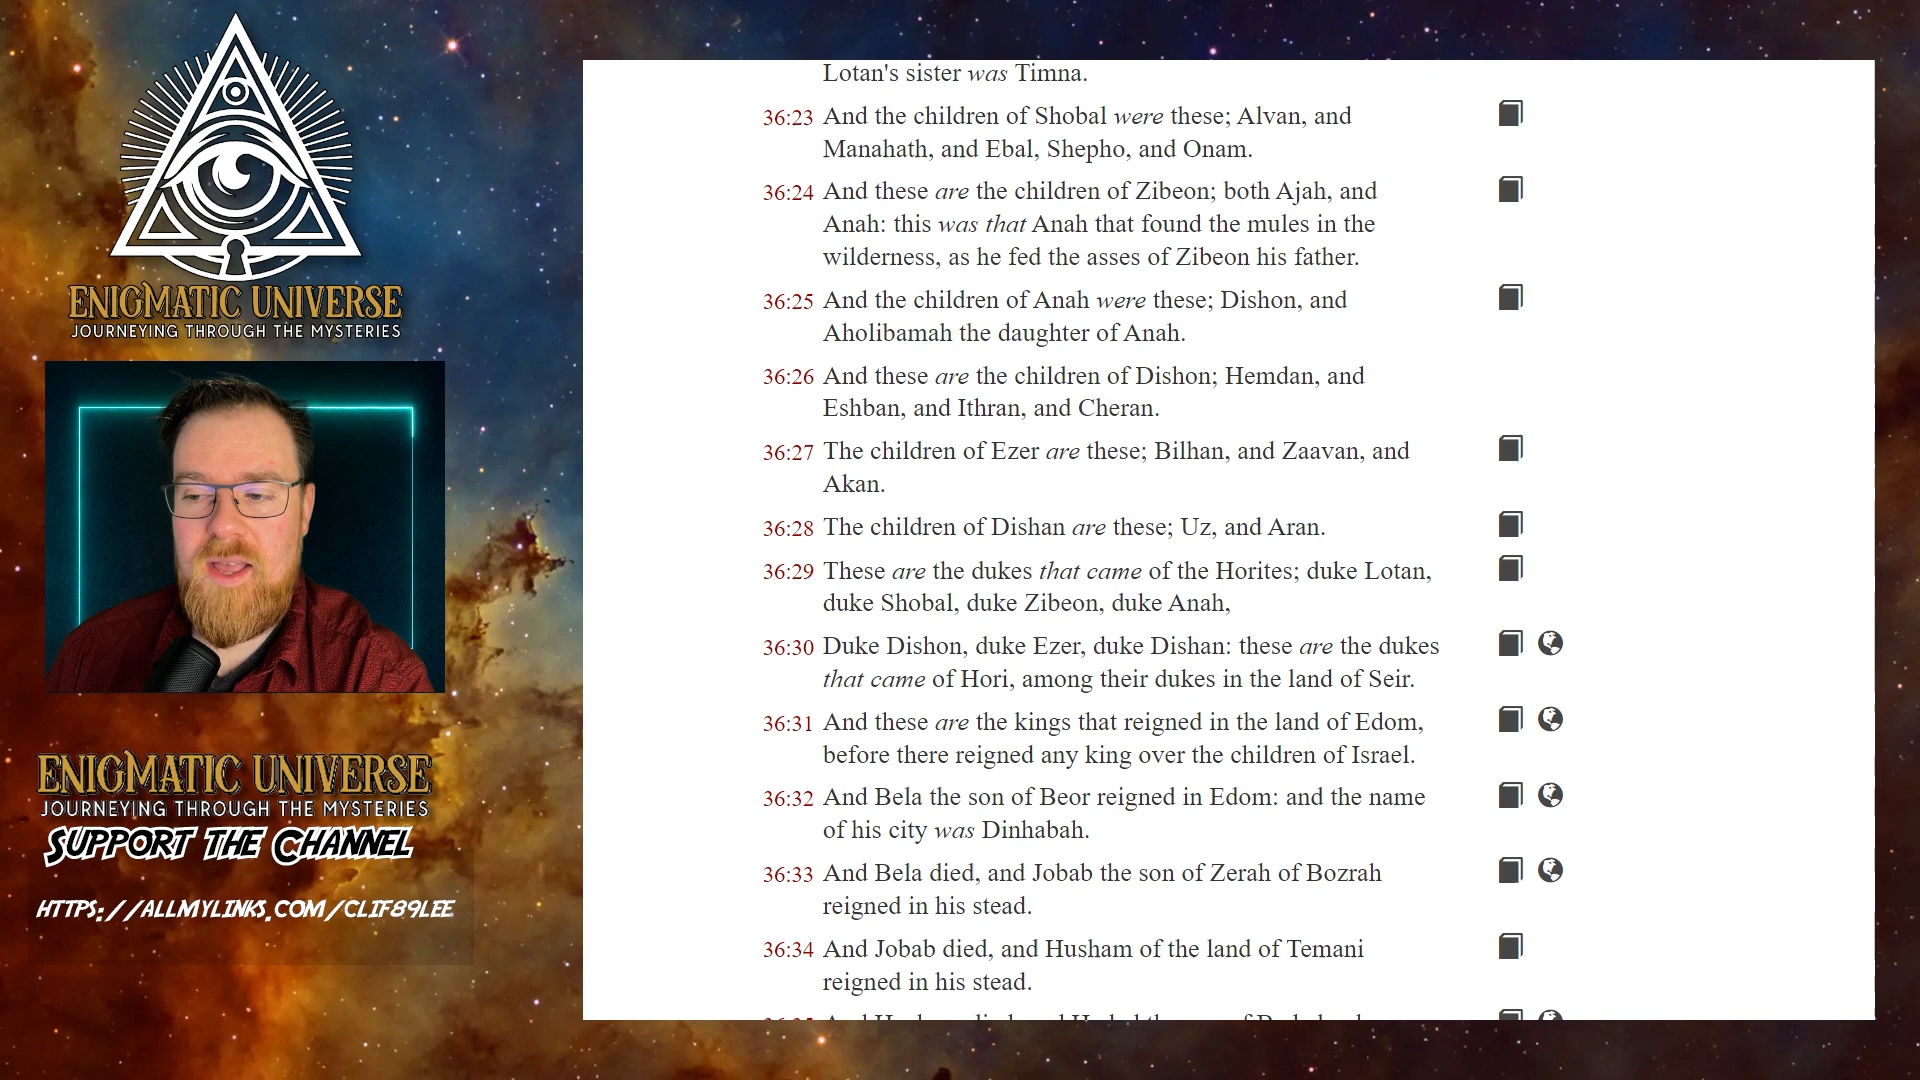 ENIGMATIC UNIVERSE
JOURNEYING THROUGH THE MYSTERIES
ENIGMATIC UNIVERSE
JOURNEYING THROUGH THE MYSTERIES
SUPPORT THE CHANNEL
HTTPS://ALLMYLINKS.COM/CLIF89LEE
Lotan's sister was Timna.
36:23 And the children of Shobal were these; Alvan, and
Manahath, and Ebal, Shepho, and Onam.
36:24 And these are the children of Zibeon; both Ajah, and
Anah: this was that Anah that found the mules in the
wilderness, as he fed the asses of Zibeon his father.
36:25 And the children of Anah were these; Dishon, and
Aholibamah the daughter of Anah.
36:26 And these are the children of Dishon; Hemdan, and
Eshban, and Ithran, and Cheran.
36:27 The children of Ezer are these; Bilhan, and Zaavan, and
Akan.
36:28 The children of Dishan are these; Uz, and Aran.
36:29 These are the dukes that came of the Horites; duke Lotan,
duke Shobal, duke Zibeon, duke Anah,
36:30 Duke Dishon, duke Ezer, duke Dishan: these are the dukes
that came of Hori, among their dukes in the land of Seir.
36:31 And these are the kings that reigned in the land of Edom,
before there reigned any king over the children of Israel.
36:32 And Bela the son of Beor reigned in Edom: and the name
of his city was Dinhabah.
36:33 And Bela died, and Jobab the son of Zerah of Bozrah
reigned in his stead.
36:34 And Jobab died, and Husham of the land of Temani
reigned in his stead.